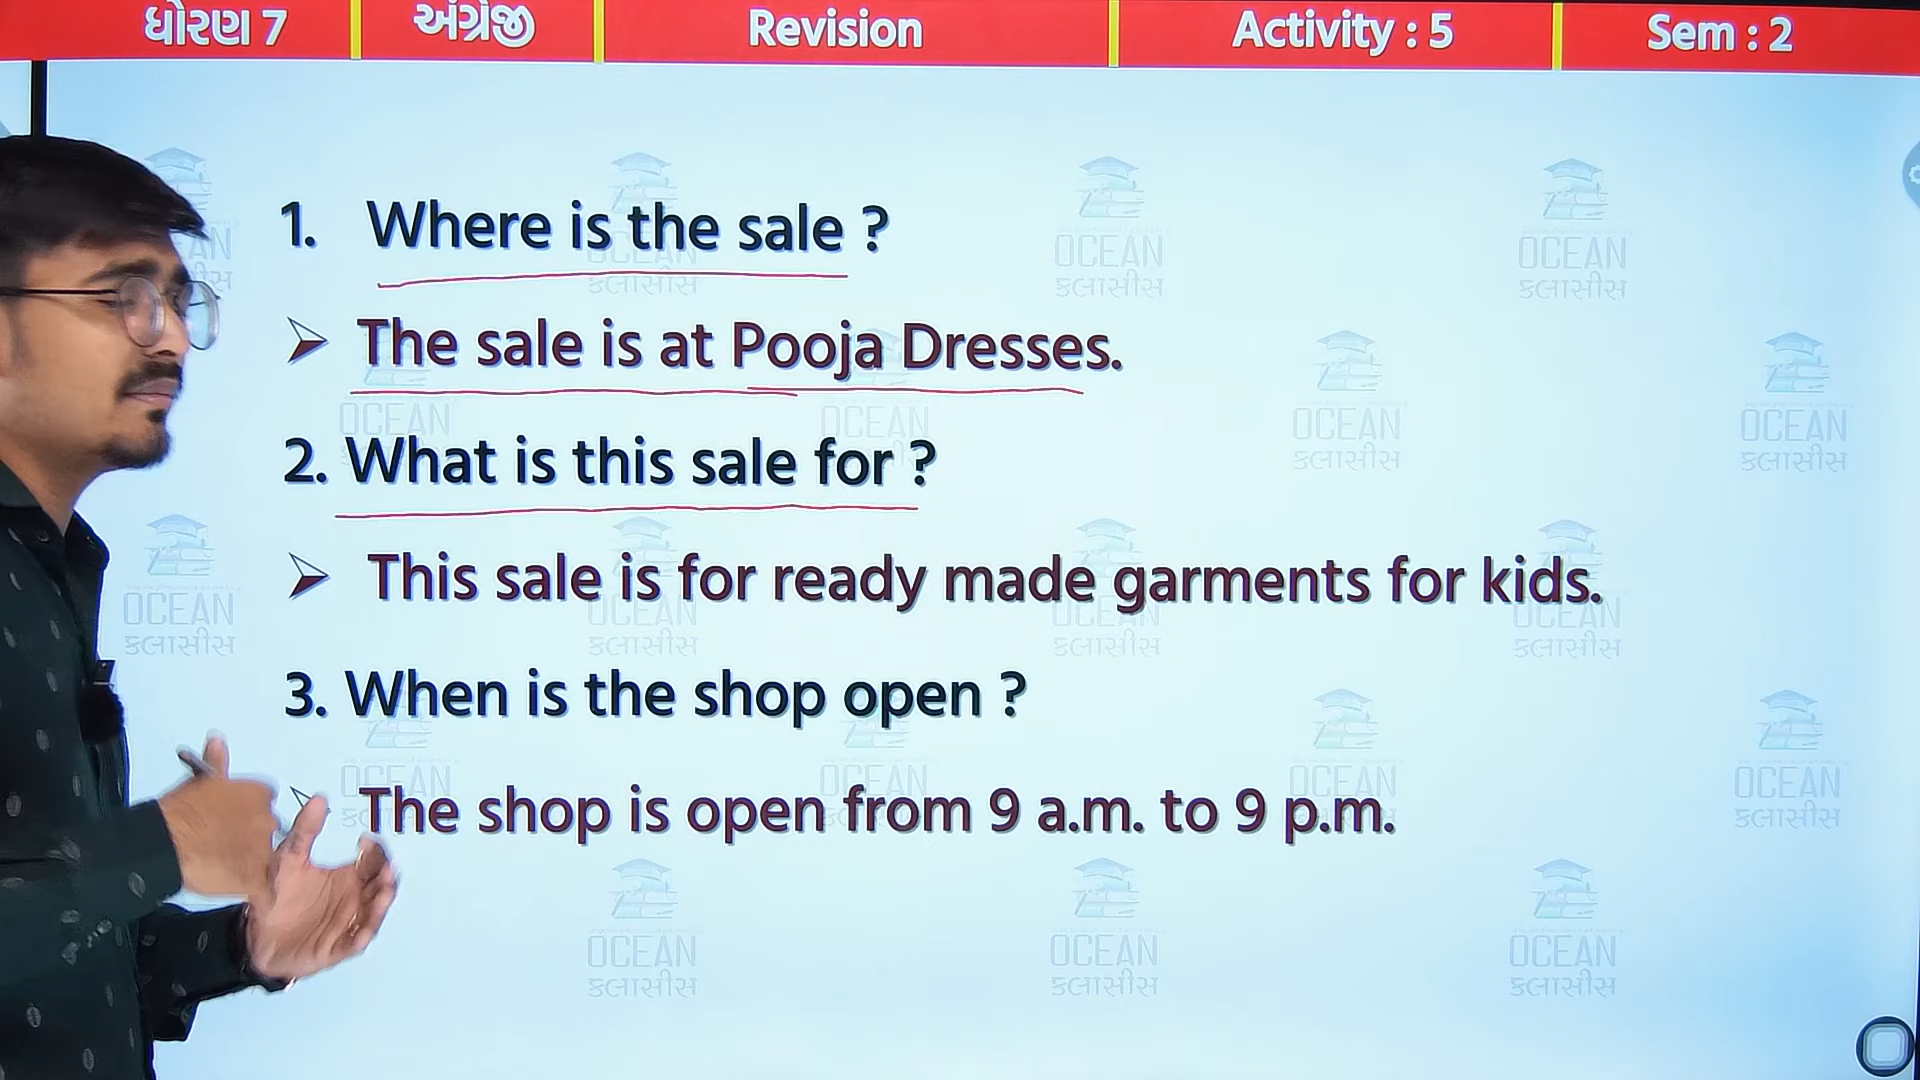 ધોરણ 7
અંગ્રેજી
Revision
Activity : 5
Sem : 2
1. Where is the sale ?
➢ The sale is at Pooja Dresses.
2. What is this sale for ?
➢ This sale is for ready made garments for kids.
3. When is the shop open ?
➢ The shop is open from 9 a.m. to 9 p.m.
OCEAN
ક્લાસીસ